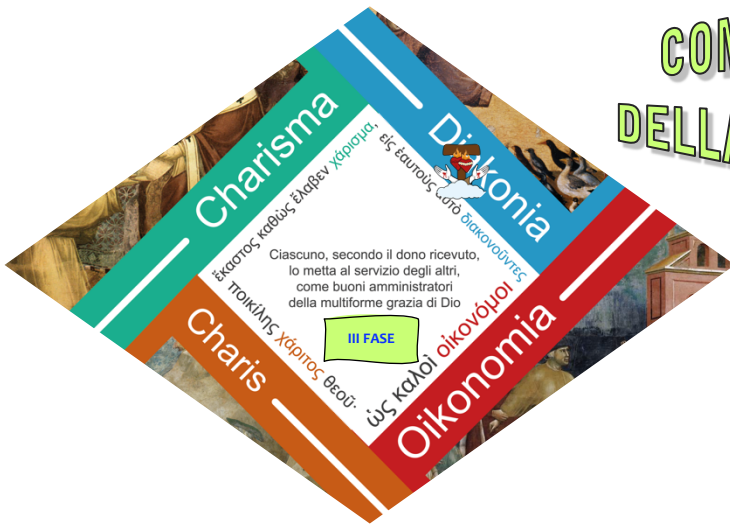 DELLA
Charisma
Diakonia
ἕκαστος καθὼς ἔλαβεν χάρισμα,
εἰς ἑαυτοὺς αὐτὸ διακονοῦντες
Ciascuno, secondo il dono ricevuto,
lo metta al servizio degli altri,
come buoni amministratori
della multiforme grazia di Dio
III FASE
ὡς καλοὶ οἰκονόμοι
ποικίλης χάριτος θεοῦ·
Charis
Oikonomia